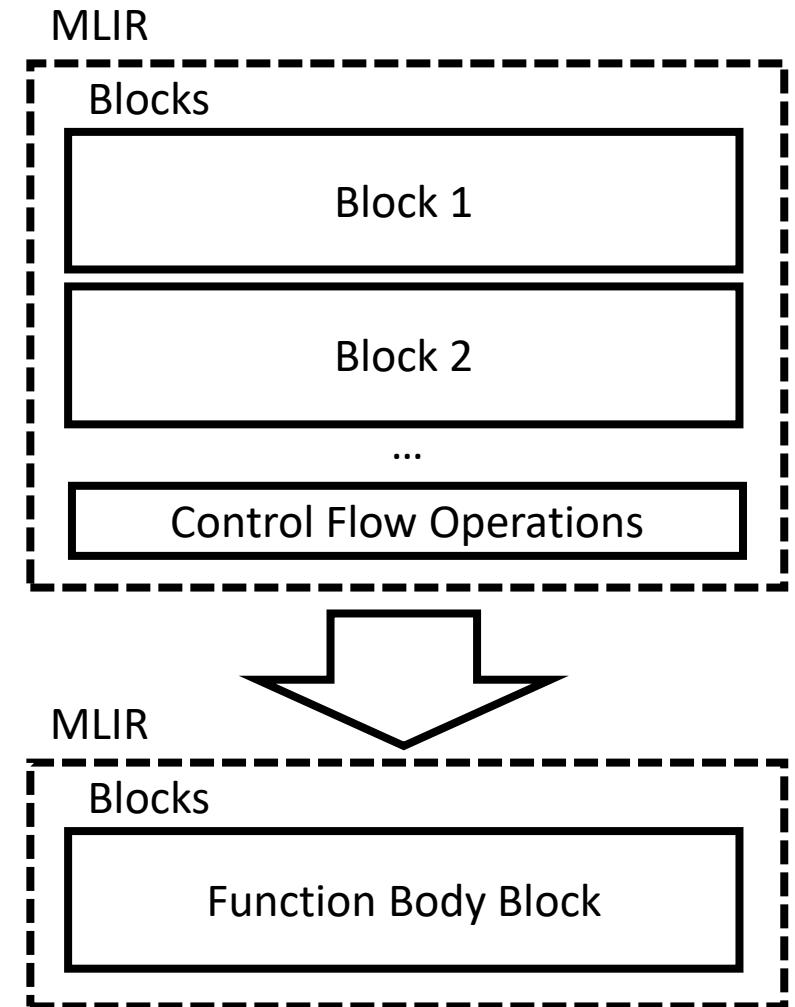 MLIR
Blocks
Block 1
Block 2
...
Control Flow Operations
MLIR
Blocks
Function Body Block